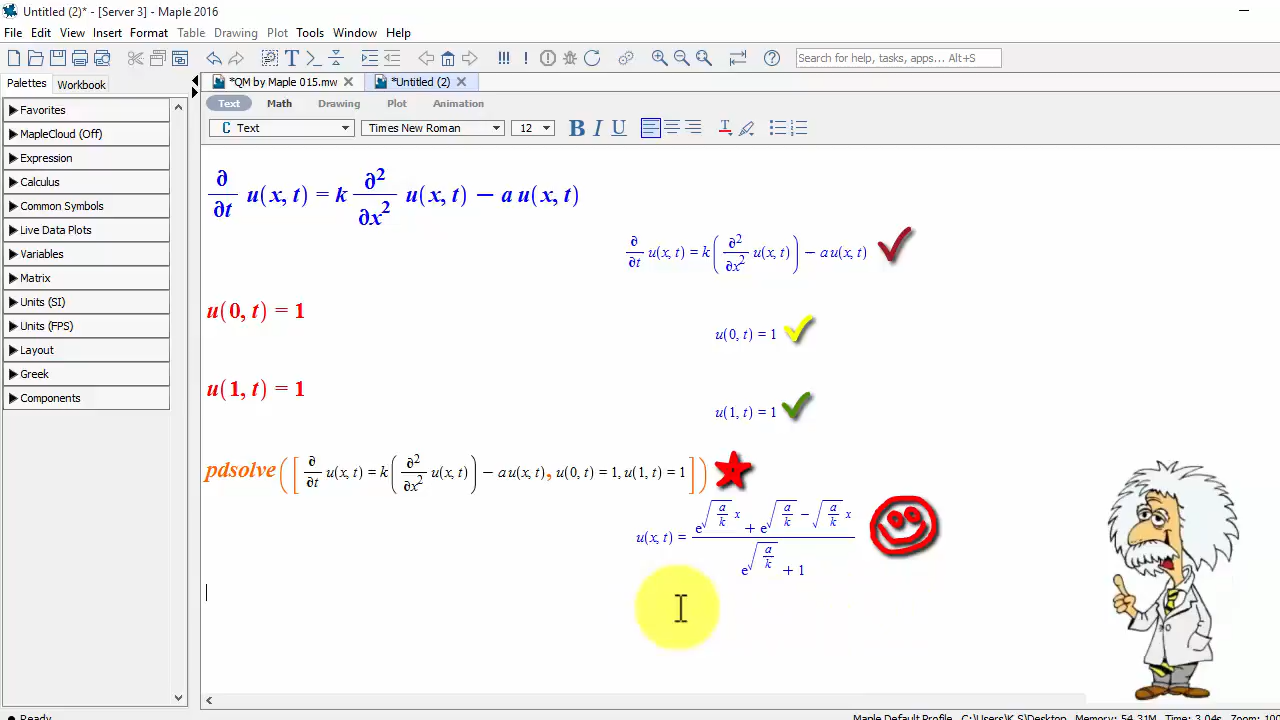 Untitled (2)* - [Server 3] - Maple 2016
File Edit View Insert Format Table Drawing Plot Tools Window Help
Search for help, tasks, apps... Alt+S
Palettes Workbook
*QM by Maple 015.mw *Untitled (2)
Favorites
MapleCloud (Off)
Expression
Calculus
Common Symbols
Live Data Plots
Variables
Matrix
Units (SI)
Units (FPS)
Layout
Greek
Components
Text Math Drawing Plot Animation
C Text Times New Roman 12 B I U
∂/∂t u(x, t) = k ∂²/∂x² u(x, t) − a u(x, t)
∂/∂t u(x, t) = k (∂²/∂x² u(x, t)) − a u(x, t)
u(0, t) = 1
u(0, t) = 1
u(1, t) = 1
u(1, t) = 1
pdsolve([∂/∂t u(x, t) = k (∂²/∂x² u(x, t)) − a u(x, t), u(0, t) = 1, u(1, t) = 1])
u(x, t) = (e^(√(a/k) x) + e^(√(a/k) − √(a/k) x)) / (e^(√(a/k)) + 1)
Ready
Maple Default Profile C:\Users\K.S\Desktop Memory: 54.31M Time: 3.04s Zoom: